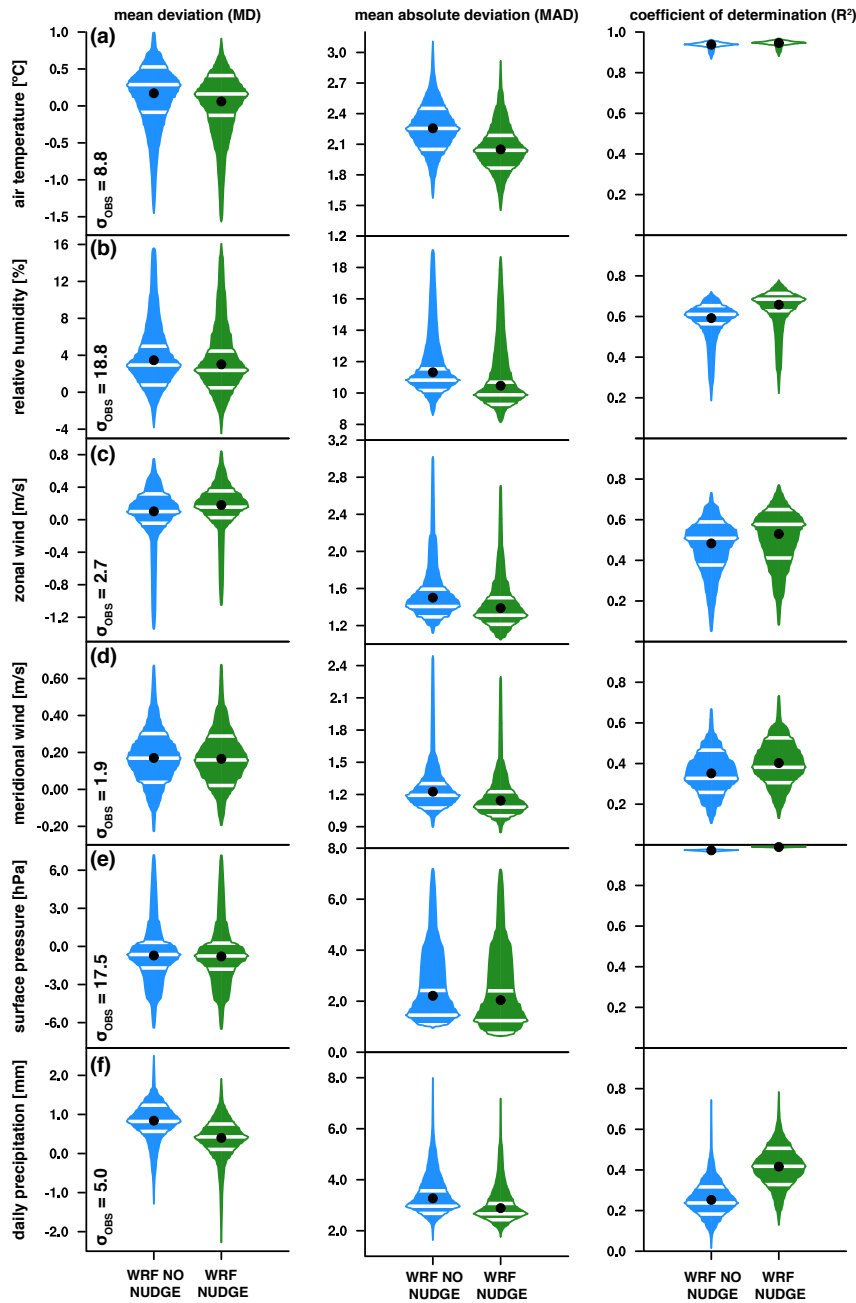 mean deviation (MD)
mean absolute deviation (MAD)
coefficient of determination (R²)
(a)
air temperature [°C]
1.0
0.5
0.0
-0.5
-1.0
-1.5
σOBS = 8.8
3.0
2.7
2.4
2.1
1.8
1.5
1.2
1.0
0.8
0.6
0.4
0.2
(b)
relative humidity [%]
16
12
8
4
0
-4
σOBS = 18.8
18
16
14
12
10
8
0.8
0.6
0.4
0.2
(c)
zonal wind [m/s]
0.8
0.4
0.0
-0.4
-0.8
-1.2
σOBS = 2.7
3.2
2.8
2.4
2.0
1.6
1.2
0.8
0.6
0.4
0.2
(d)
meridional wind [m/s]
0.60
0.40
0.20
0.00
-0.20
σOBS = 1.9
2.4
2.1
1.8
1.5
1.2
0.9
0.8
0.6
0.4
0.2
(e)
surface pressure [hPa]
6.0
3.0
-0.0
-3.0
-6.0
σOBS = 17.5
8.0
6.0
4.0
2.0
0.0
0.8
0.6
0.4
0.2
(f)
daily precipitation [mm]
2.0
1.0
0.0
-1.0
-2.0
σOBS = 5.0
6.0
4.0
2.0
0.8
0.6
0.4
0.2
0.0
WRF NO
NUDGE
WRF
NUDGE
WRF NO
NUDGE
WRF
NUDGE
WRF NO
NUDGE
WRF
NUDGE